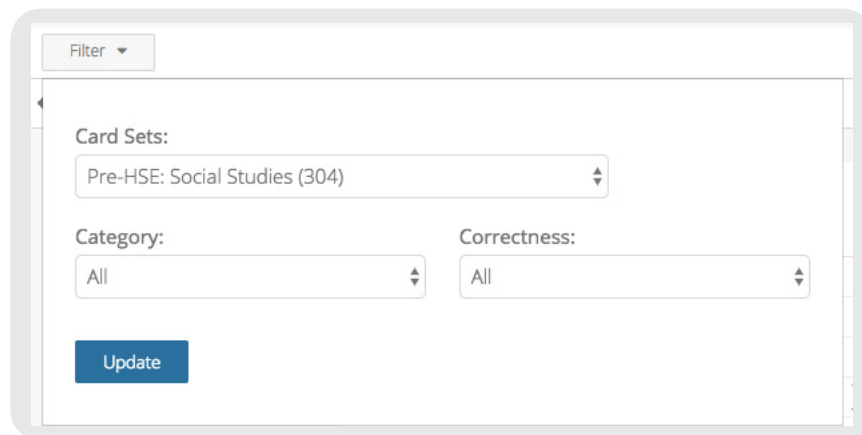 Filter
Card Sets:
Pre-HSE: Social Studies (304)
Category: Correctness:
All All
Update